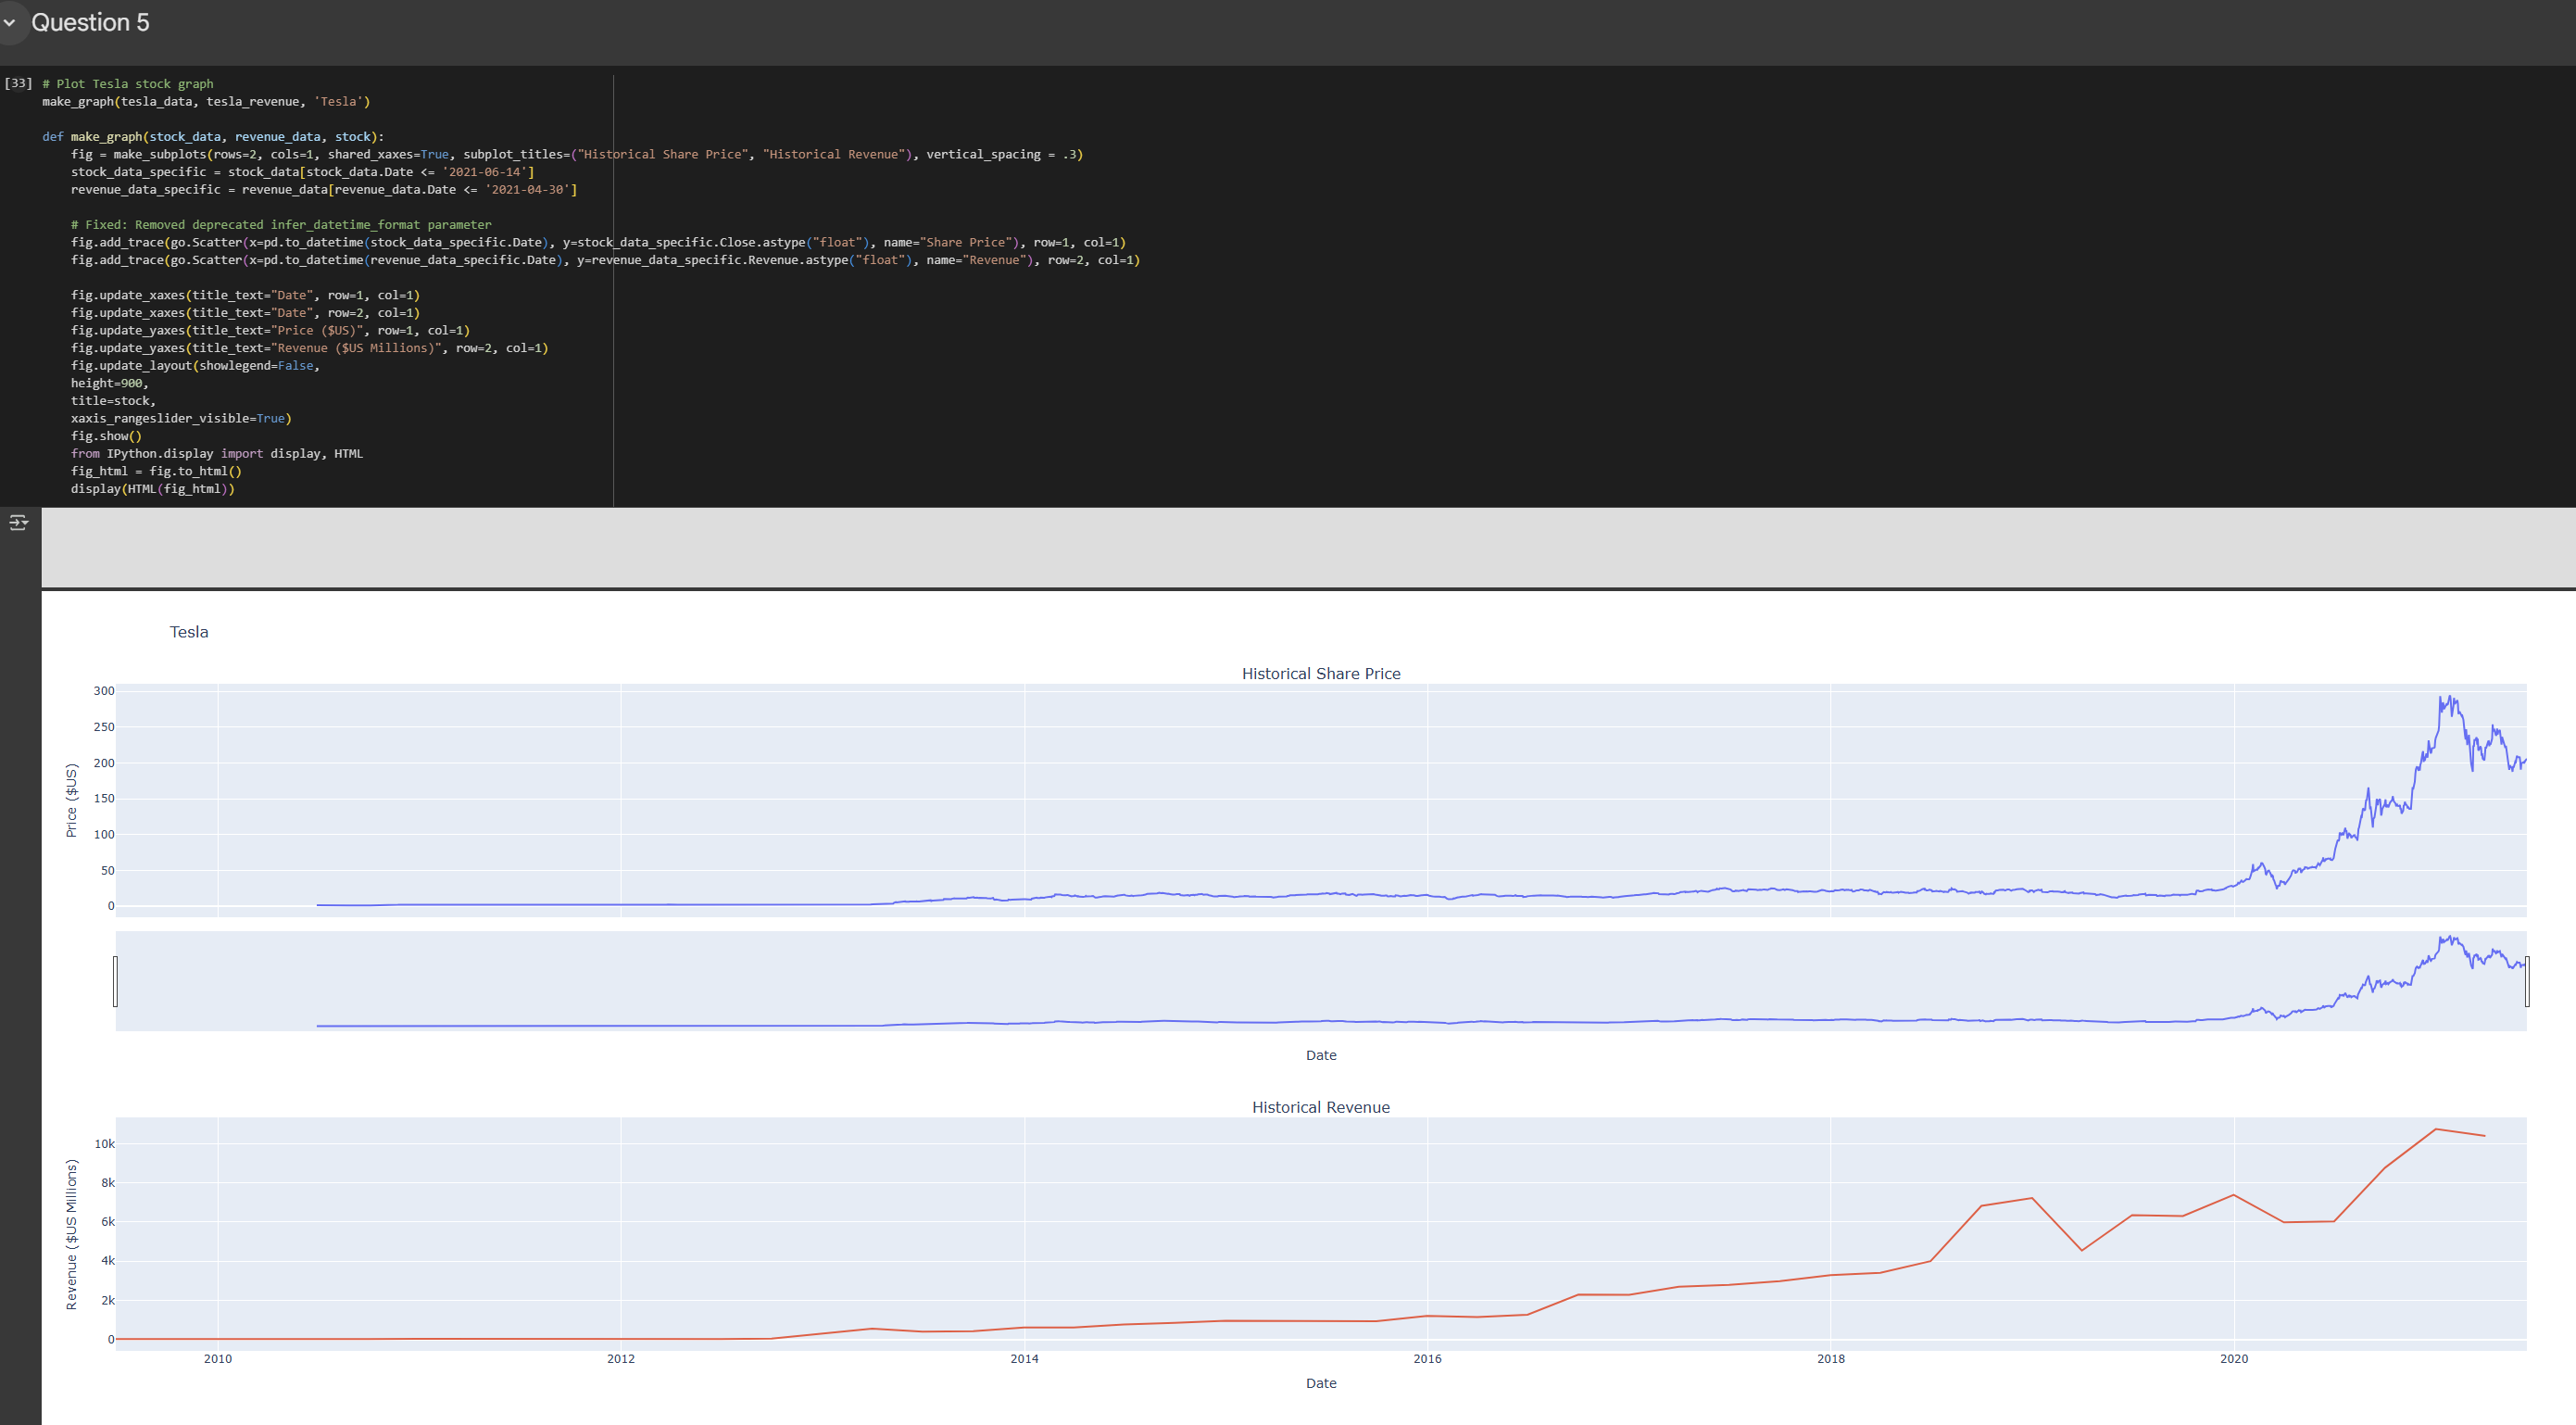 Question 5
[33]
# Plot Tesla stock graph
make_graph(tesla_data, tesla_revenue, 'Tesla')
def make_graph(stock_data, revenue_data, stock):
fig = make_subplots(rows=2, cols=1, shared_xaxes=True, subplot_titles=("Historical Share Price", "Historical Revenue"), vertical_spacing = .3)
stock_data_specific = stock_data[stock_data.Date <= '2021-06-14']
revenue_data_specific = revenue_data[revenue_data.Date <= '2021-04-30']
# Fixed: Removed deprecated infer_datetime_format parameter
fig.add_trace(go.Scatter(x=pd.to_datetime(stock_data_specific.Date), y=stock_data_specific.Close.astype("float"), name="Share Price"), row=1, col=1)
fig.add_trace(go.Scatter(x=pd.to_datetime(revenue_data_specific.Date), y=revenue_data_specific.Revenue.astype("float"), name="Revenue"), row=2, col=1)
fig.update_xaxes(title_text="Date", row=1, col=1)
fig.update_xaxes(title_text="Date", row=2, col=1)
fig.update_yaxes(title_text="Price ($US)", row=1, col=1)
fig.update_yaxes(title_text="Revenue ($US Millions)", row=2, col=1)
fig.update_layout(showlegend=False,
height=900,
title=stock,
xaxis_rangeslider_visible=True)
fig.show()
from IPython.display import display, HTML
fig_html = fig.to_html()
display(HTML(fig_html))
Tesla
Historical Share Price
Price ($US)
300
250
200
150
100
50
0
Date
Historical Revenue
Revenue ($US Millions)
10k
8k
6k
4k
2k
0
2010
2012
2014
2016
2018
2020
Date